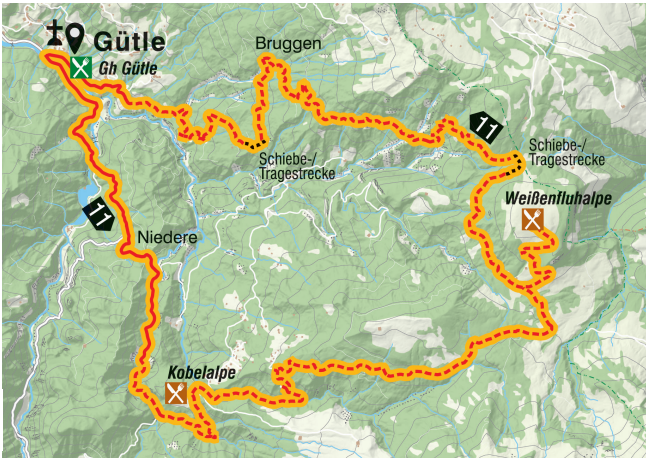 Gütle
Gh Gütle
Bruggen
11
Schiebe-/
Tragestrecke
Schiebe-/
Tragestrecke
Weißenfluhalpe
11
Niedere
Kobelalpe